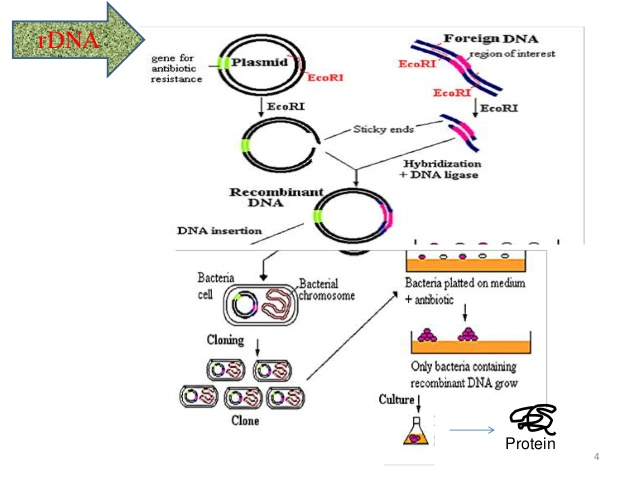 rDNA
gene for
antibiotic
resistance
Plasmid
EcoRI
Foreign DNA
region of interest
EcoRI
EcoRI
EcoRI
EcoRI
Sticky ends
Hybridization
+ DNA ligase
Recombinant
DNA
DNA insertion
Bacteria
cell
Bacterial
chromosome
Bacteria platted on medium
+ antibiotic
Cloning
Only bacteria containing
recombinant DNA grow
Clone
Culture
Protein
4